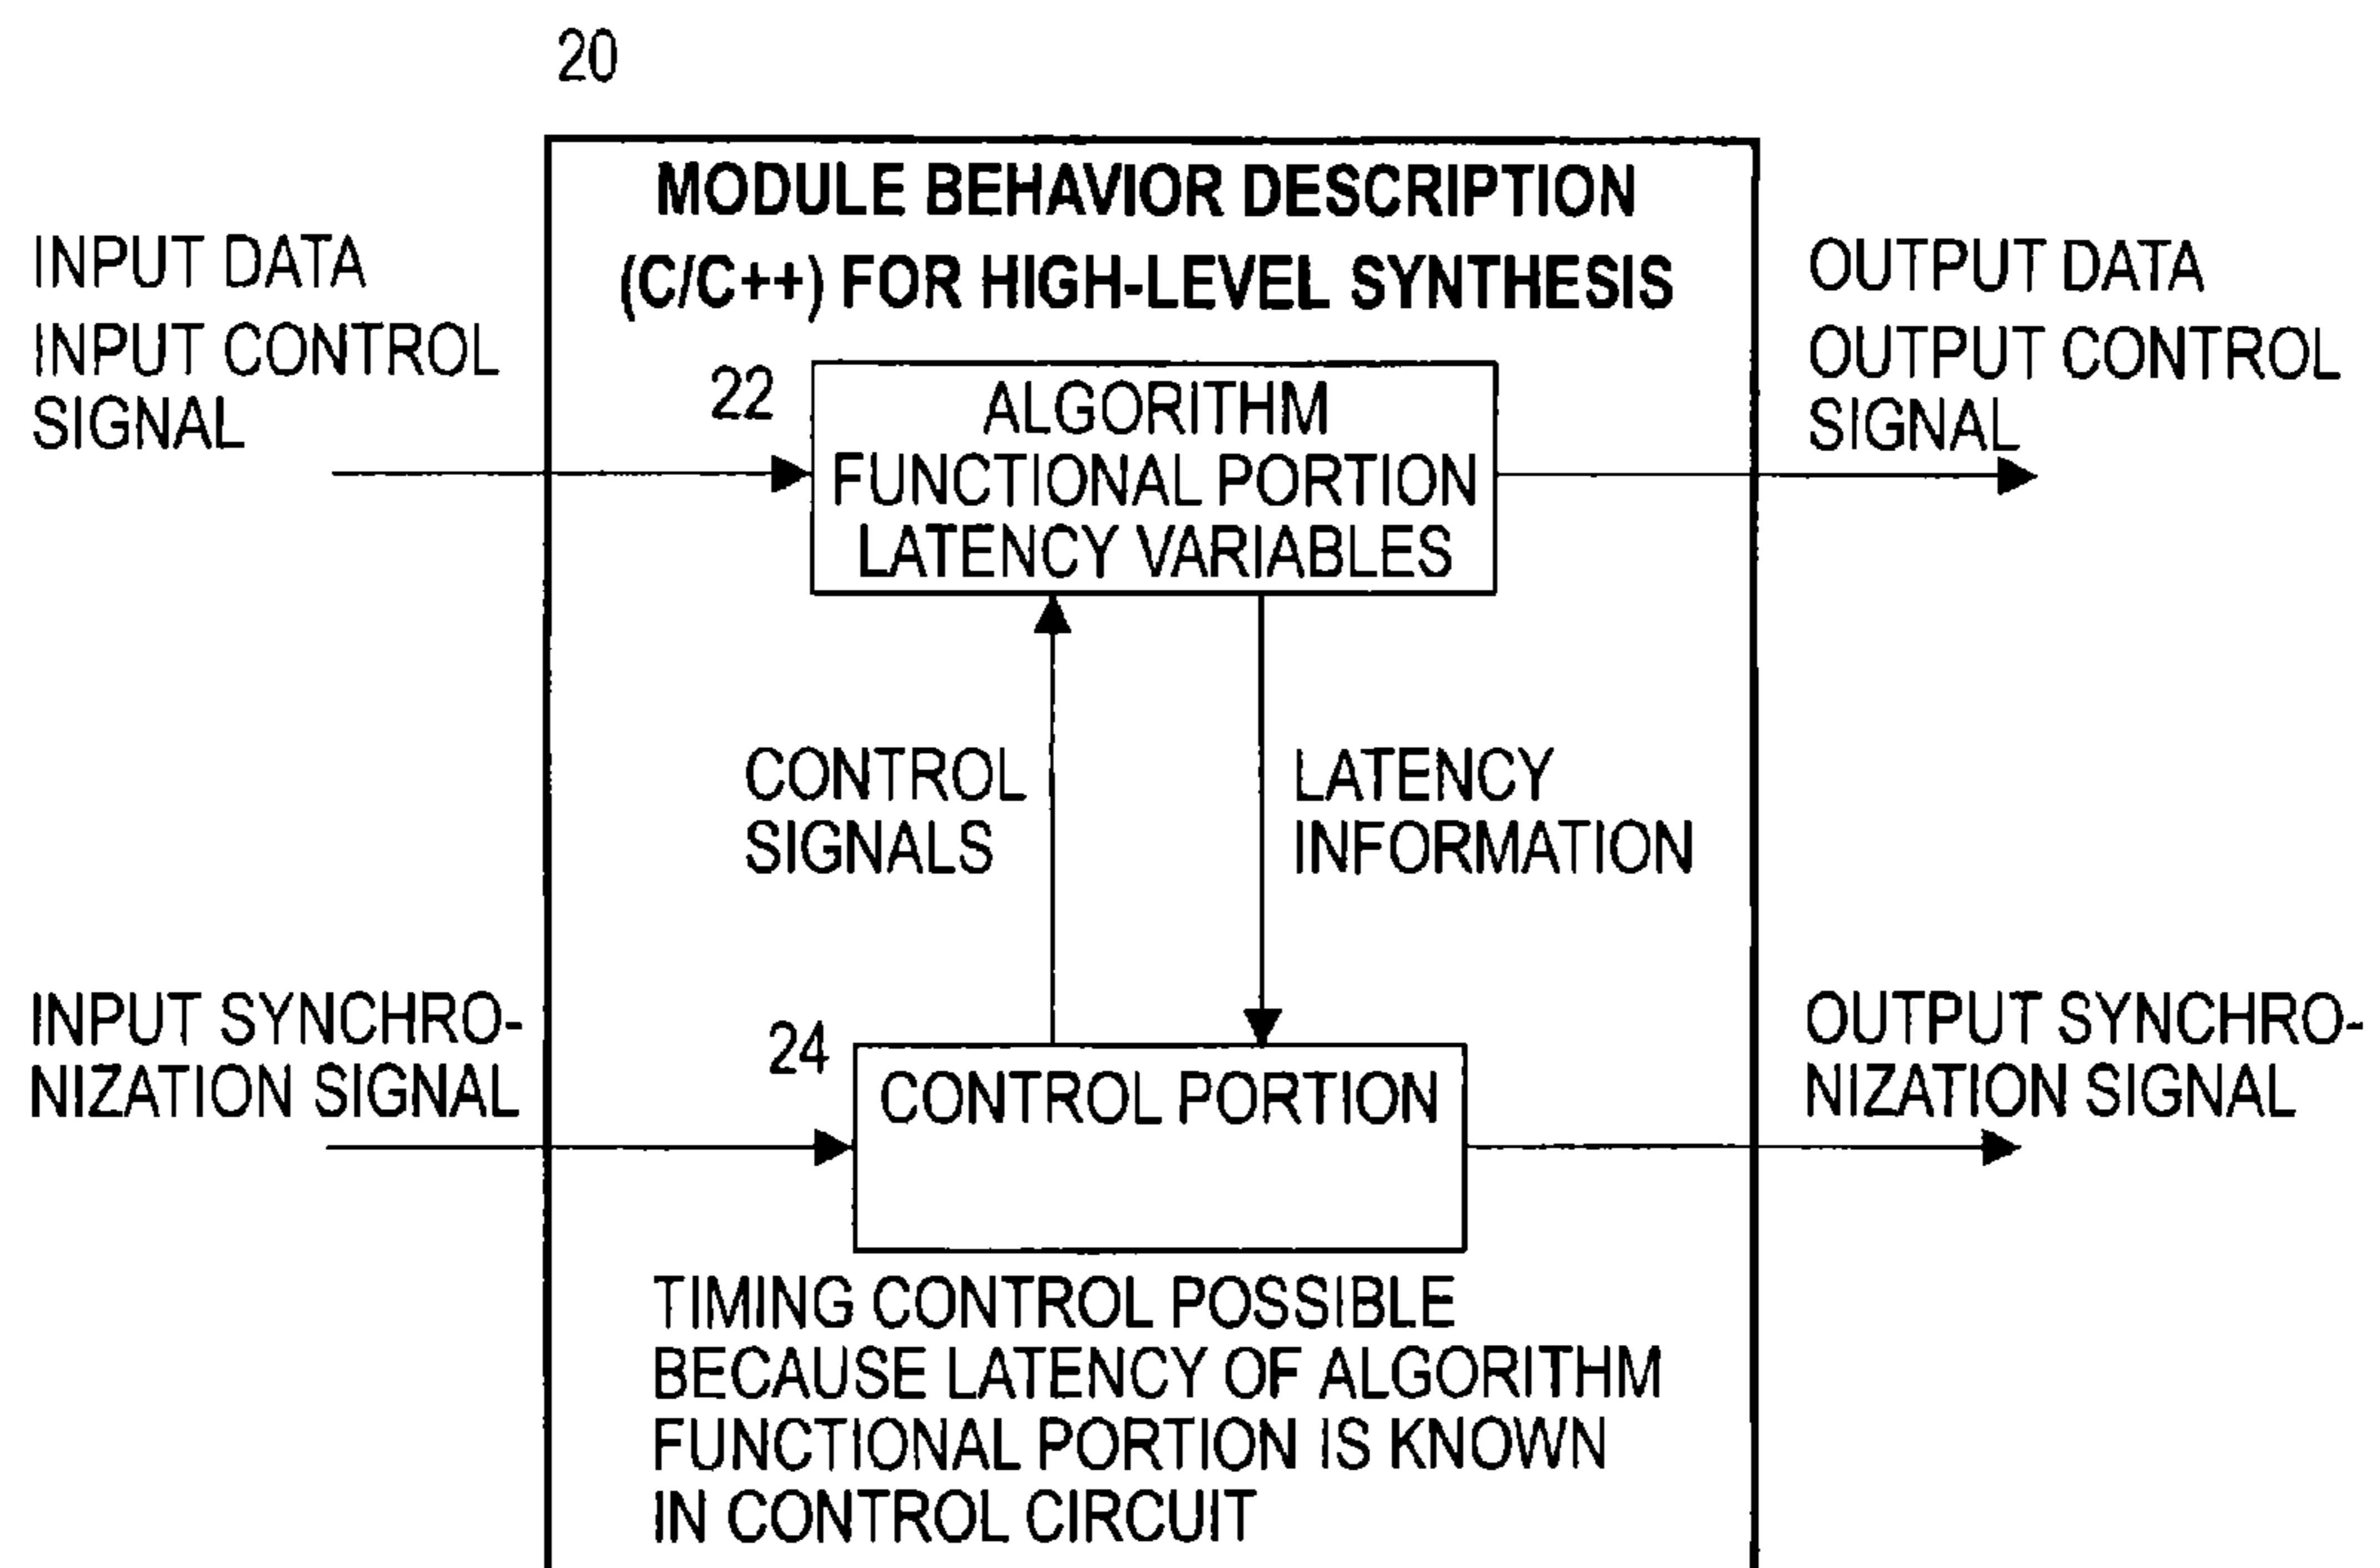 20
MODULE BEHAVIOR DESCRIPTION
(C/C++) FOR HIGH-LEVEL SYNTHESIS
INPUT DATA
INPUT CONTROL
SIGNAL
22
ALGORITHM
FUNCTIONAL PORTION
LATENCY VARIABLES
OUTPUT DATA
OUTPUT CONTROL
SIGNAL
CONTROL
SIGNALS
LATENCY
INFORMATION
INPUT SYNCHRO-
NIZATION SIGNAL
24
CONTROL PORTION
OUTPUT SYNCHRO-
NIZATION SIGNAL
TIMING CONTROL POSSIBLE
BECAUSE LATENCY OF ALGORITHM
FUNCTIONAL PORTION IS KNOWN
IN CONTROL CIRCUIT